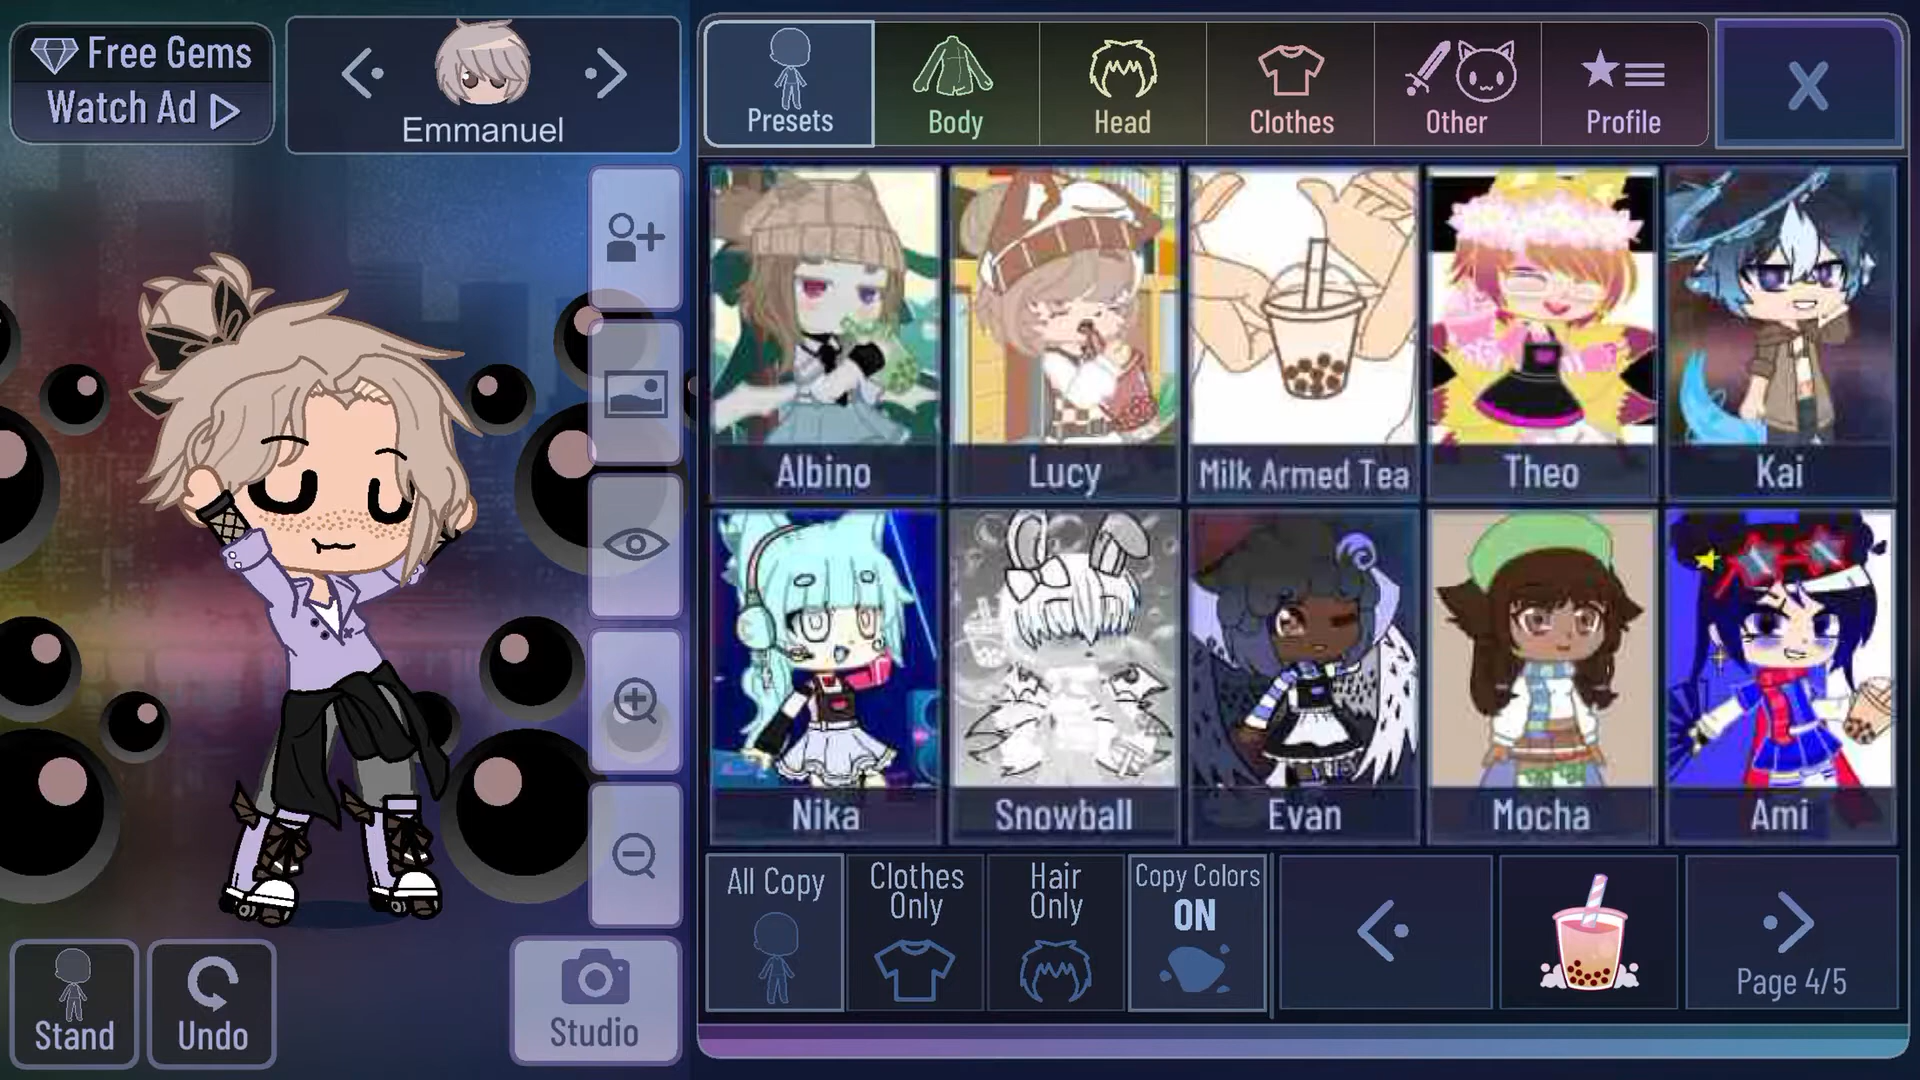 Free Gems
Watch Ad
Emmanuel
Presets
Body
Head
Clothes
Other
Profile
X
Albino
Lucy
Milk Armed Tea
Theo
Kai
Nika
Snowball
Evan
Mocha
Ami
All Copy
Clothes
Only
Hair
Only
Copy Colors
ON
Page 4/5
Stand
Undo
Studio